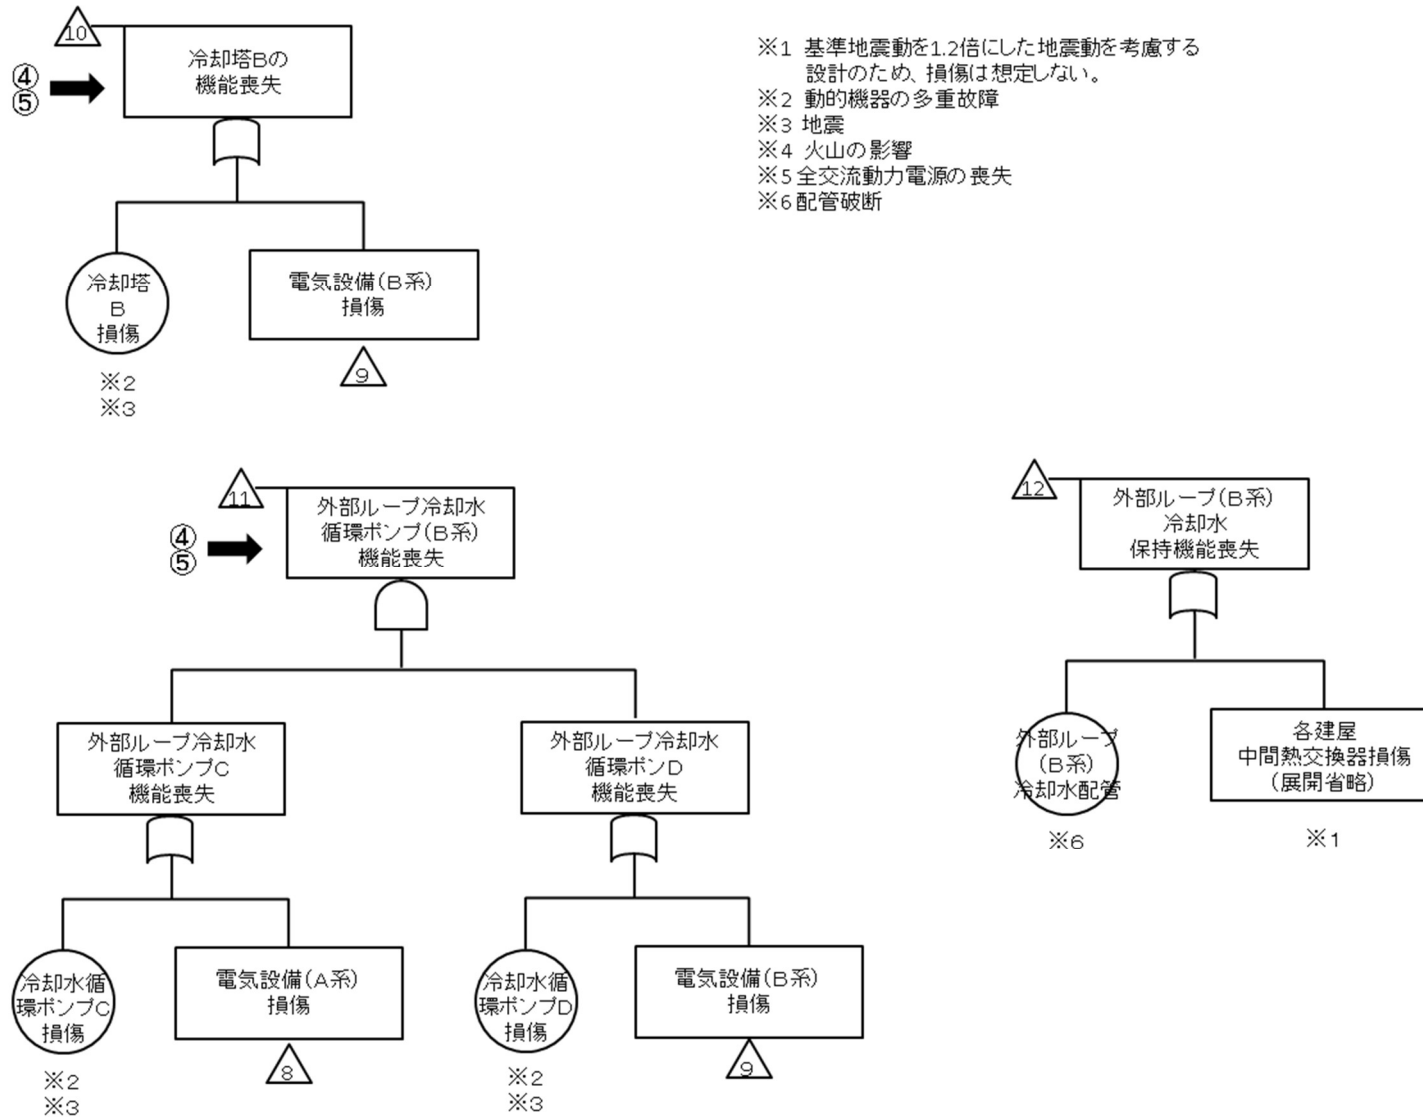 10
冷却塔Bの
機能喪失
④
⑤
冷却塔
B
損傷
※2
※3
電気設備(B系)
損傷
9
※1 基準地震動を1.2倍にした地震動を考慮する
設計のため、損傷は想定しない。
※2 動的機器の多重故障
※3 地震
※4 火山の影響
※5 全交流動力電源の喪失
※6 配管破断
11
外部ループ冷却水
循環ポンプ(B系)
機能喪失
④
⑤
外部ループ冷却水
循環ポンプC
機能喪失
外部ループ冷却水
循環ポンD
機能喪失
冷却水循
環ポンプC
損傷
※2
※3
電気設備(A系)
損傷
8
冷却水循
環ポンプD
損傷
※2
※3
電気設備(B系)
損傷
9
12
外部ループ(B系)
冷却水
保持機能喪失
外部ループ
(B系)
冷却水配管
※6
各建屋
中間熱交換器損傷
(展開省略)
※1